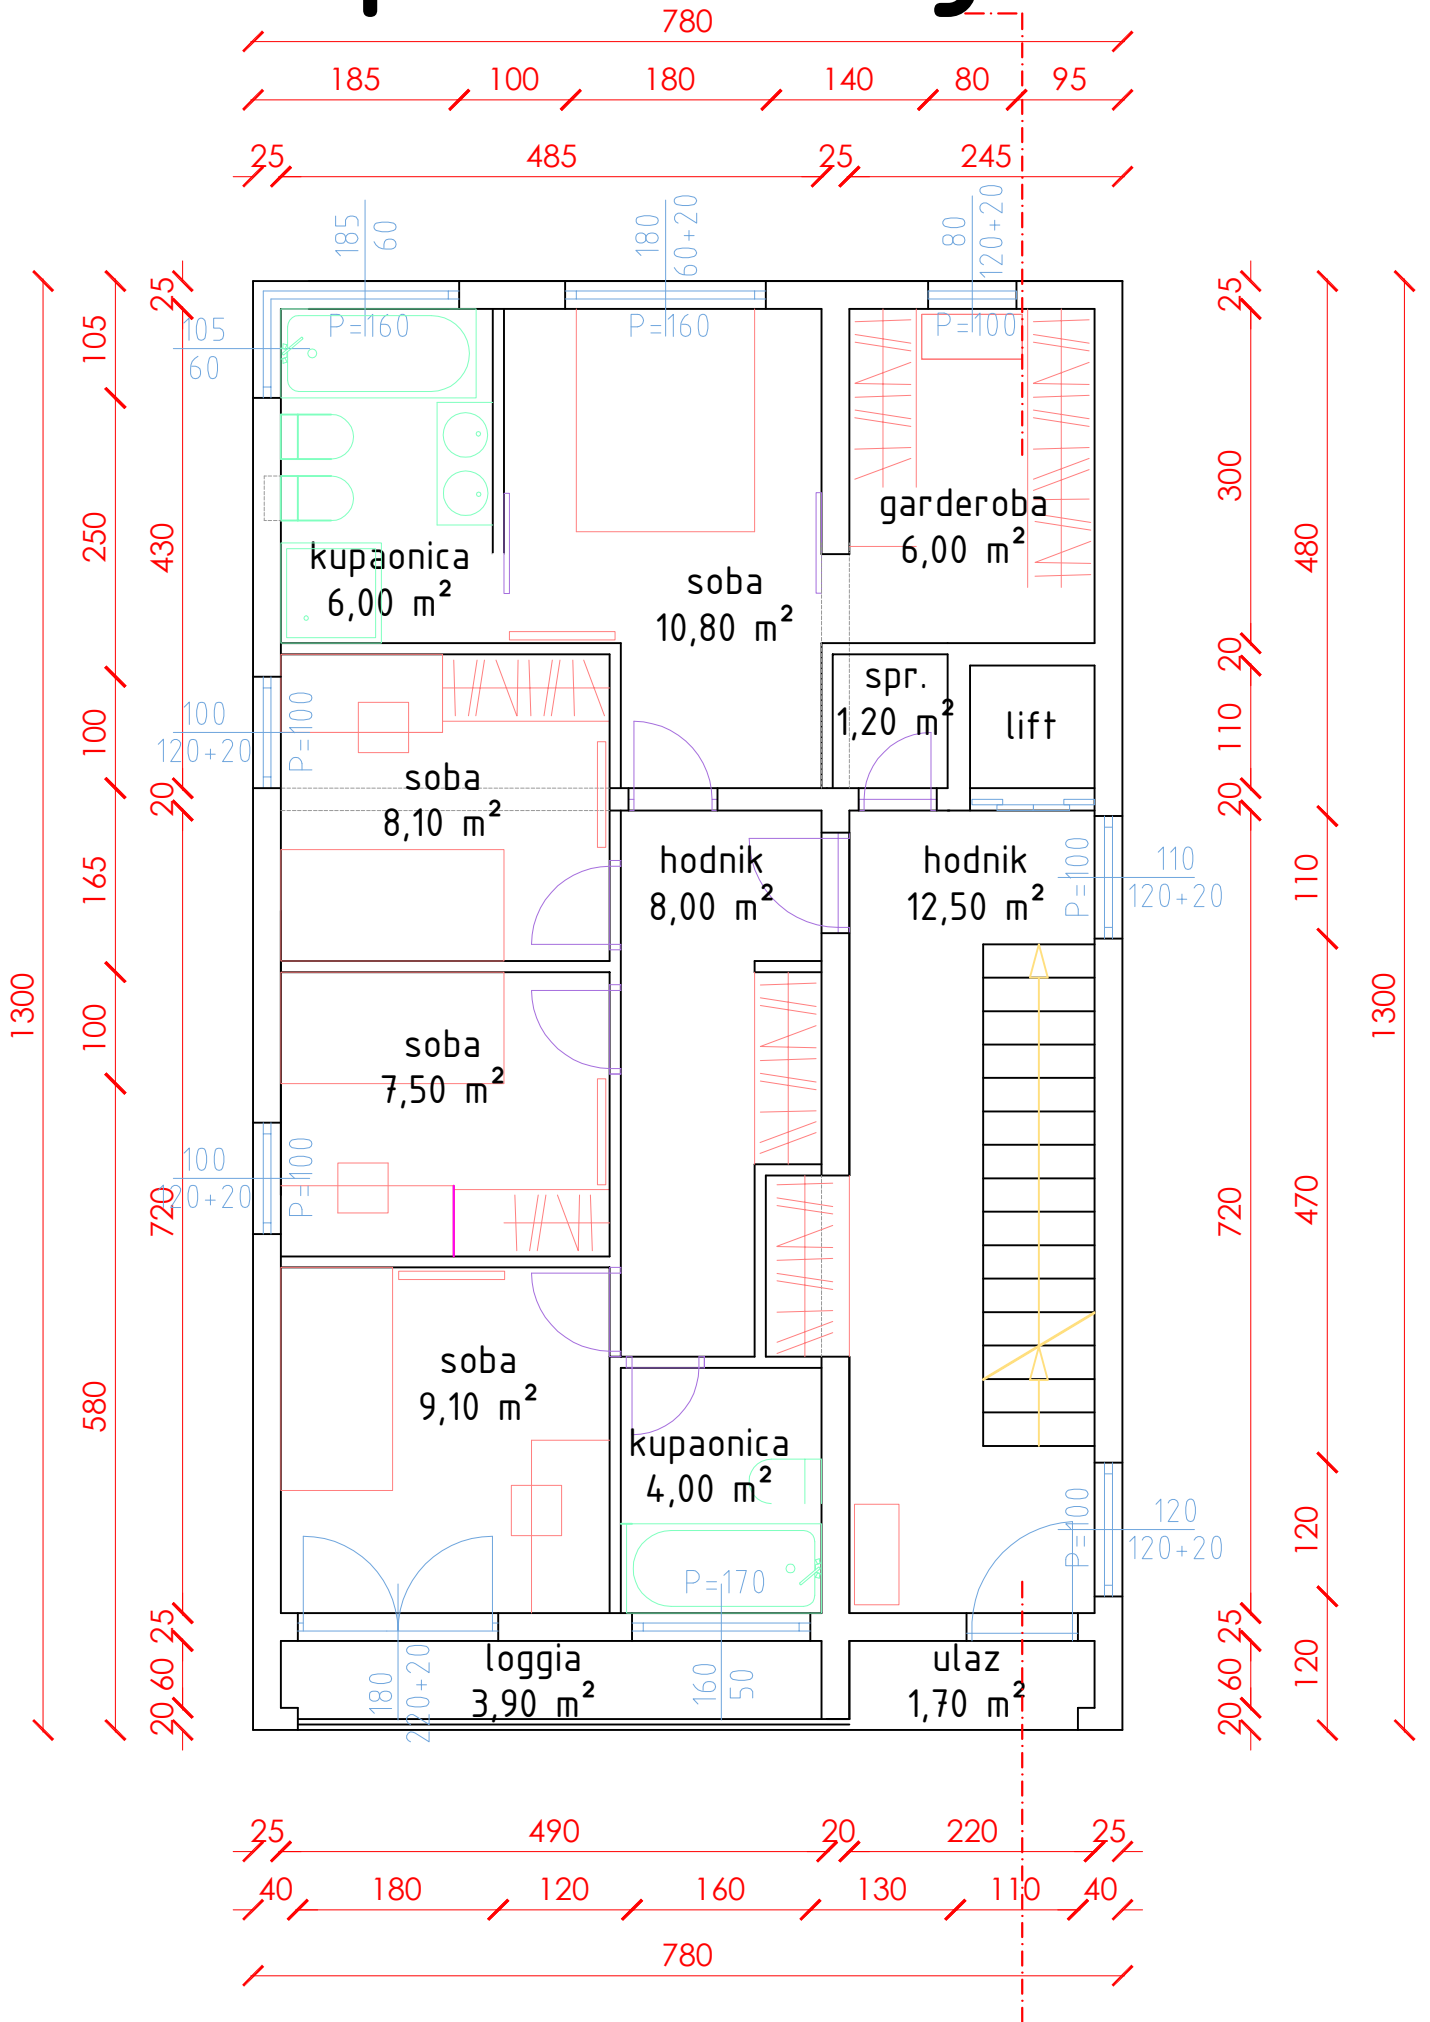 780
185 100 180 140 80 95
25 485 25 245
185
60
180
60+20
80
120+20
25
105
250
430
100
20
165
1300
100
720
580
25
60
20
105
60
P=160
P=160
P=100
kupaonica
6,00 m²
soba
10,80 m²
garderoba
6,00 m²
spr.
1,20 m²
lift
100
120+20
P=100
soba
8,10 m²
hodnik
8,00 m²
hodnik
12,50 m²
P=100
110
120+20
soba
7,50 m²
100
120+20
P=100
soba
9,10 m²
kupaonica
4,00 m²
P=170
P=100
120
120+20
loggia
3,90 m²
ulaz
1,70 m²
180
220+20
160
50
25
300
480
20
110
20
110
1300
720
470
120
25
60
120
20
25 490 20 220 25
40 180 120 160 130 110 40
780